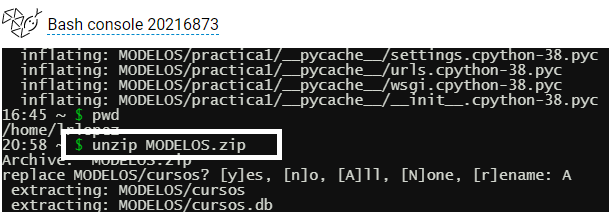 Bash console 20216873
inflating: MODELOS/practica1/__pycache__/settings.cpython-38.pyc
inflating: MODELOS/practica1/__pycache__/urls.cpython-38.pyc
inflating: MODELOS/practica1/__pycache__/wsgi.cpython-38.pyc
inflating: MODELOS/practica1/__pycache__/__init__.cpython-38.pyc
16:45 ~ $ pwd
/home/lrlopez
20:58 ~ $ unzip MODELOS.zip
Archive:  MODELOS.zip
replace MODELOS/cursos? [y]es, [n]o, [A]ll, [N]one, [r]ename: A
extracting: MODELOS/cursos
extracting: MODELOS/cursos.db